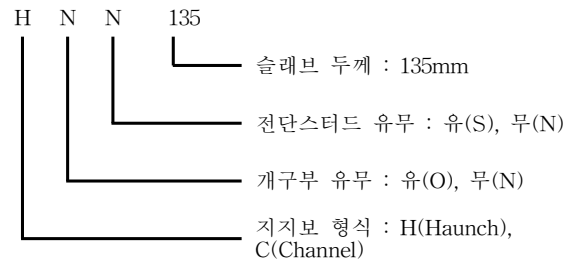 H N N 135
슬래브 두께 : 135mm
전단스터드 유무 : 유(S), 무(N)
개구부 유무 : 유(O), 무(N)
지지보 형식 : H(Haunch),
C(Channel)